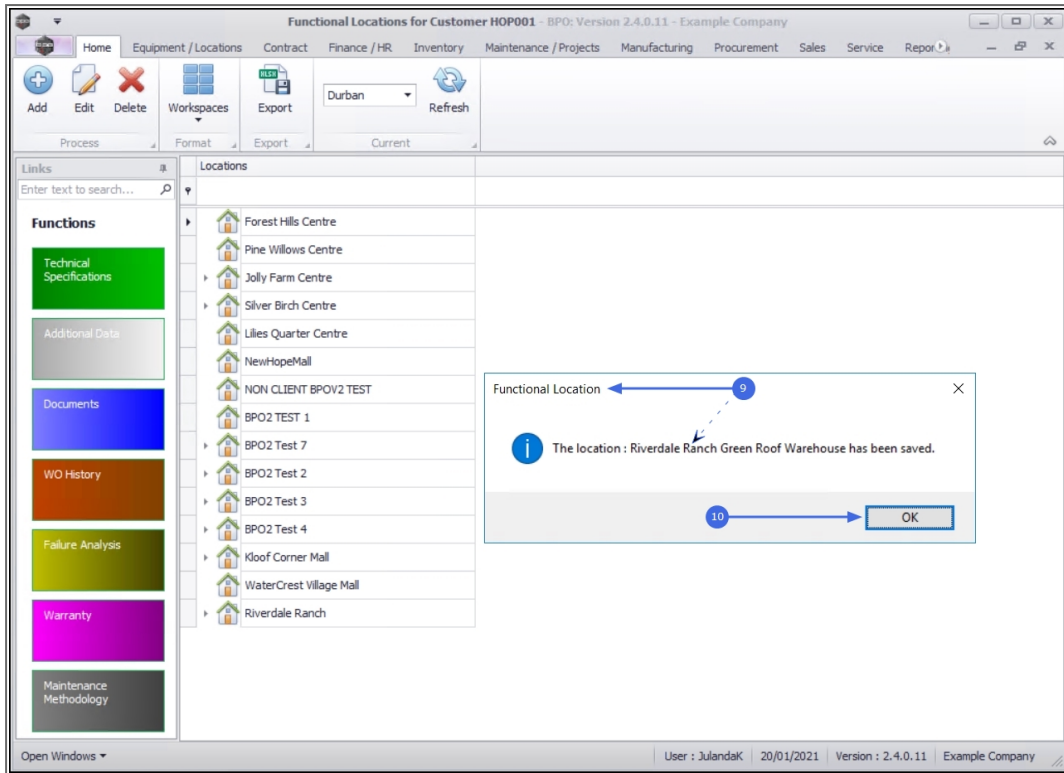 Functional Locations for Customer HOP001 - BPO: Version 2.4.0.11 - Example Company
Home Equipment / Locations Contract Finance / HR Inventory Maintenance / Projects Manufacturing Procurement Sales Service Repor
Add Edit Delete Workspaces Export Durban Refresh
Process Format Export Current
Links
Enter text to search...
Functions
Technical
Specifications
Additional Data
Documents
WO History
Failure Analysis
Warranty
Maintenance
Methodology
Locations
Forest Hills Centre
Pine Willows Centre
Jolly Farm Centre
Silver Birch Centre
Lilies Quarter Centre
NewHopeMall
NON CLIENT BPOV2 TEST
BPO2 TEST 1
BPO2 Test 7
BPO2 Test 2
BPO2 Test 3
BPO2 Test 4
Kloof Corner Mall
WaterCrest Village Mall
Riverdale Ranch
Functional Location 9
The location : Riverdale Ranch Green Roof Warehouse has been saved.
10 OK
Open Windows User : JulandaK 20/01/2021 Version : 2.4.0.11 Example Company